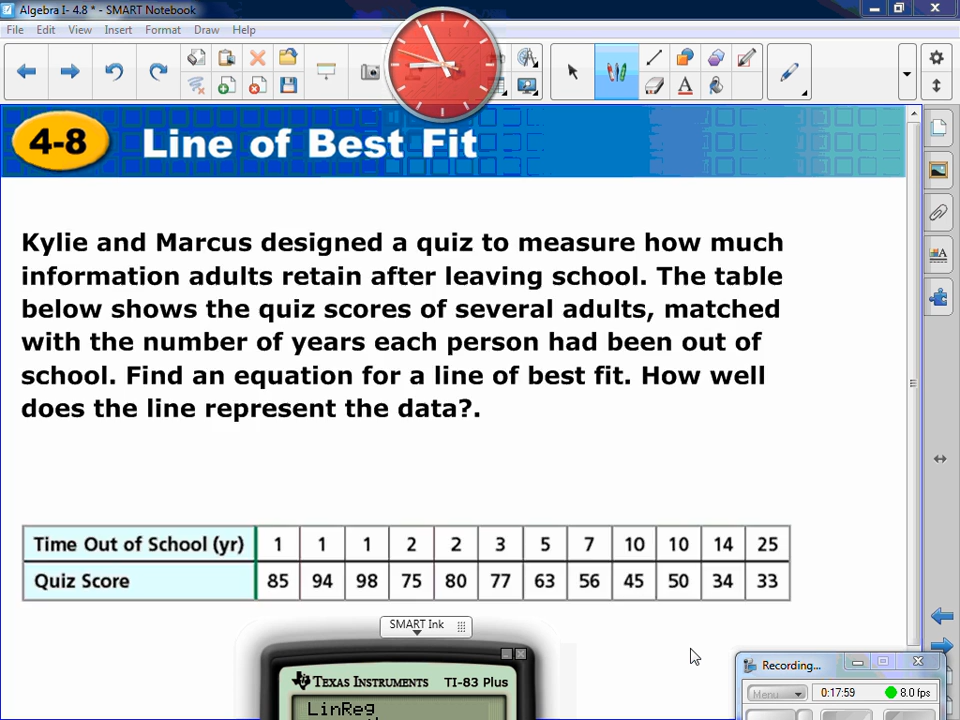 Algebra I- 4.8 * - SMART Notebook
File Edit View Insert Format Draw Help
4-8 Line of Best Fit
Kylie and Marcus designed a quiz to measure how much
information adults retain after leaving school. The table
below shows the quiz scores of several adults, matched
with the number of years each person had been out of
school. Find an equation for a line of best fit. How well
does the line represent the data?.
Time Out of School (yr) 1 1 1 2 2 3 5 7 10 10 14 25
Quiz Score 85 94 98 75 80 77 63 56 45 50 34 33
SMART Ink
Recording...
TEXAS INSTRUMENTS TI-83 Plus
Menu 0:17:59 8.0 fps
LinReg